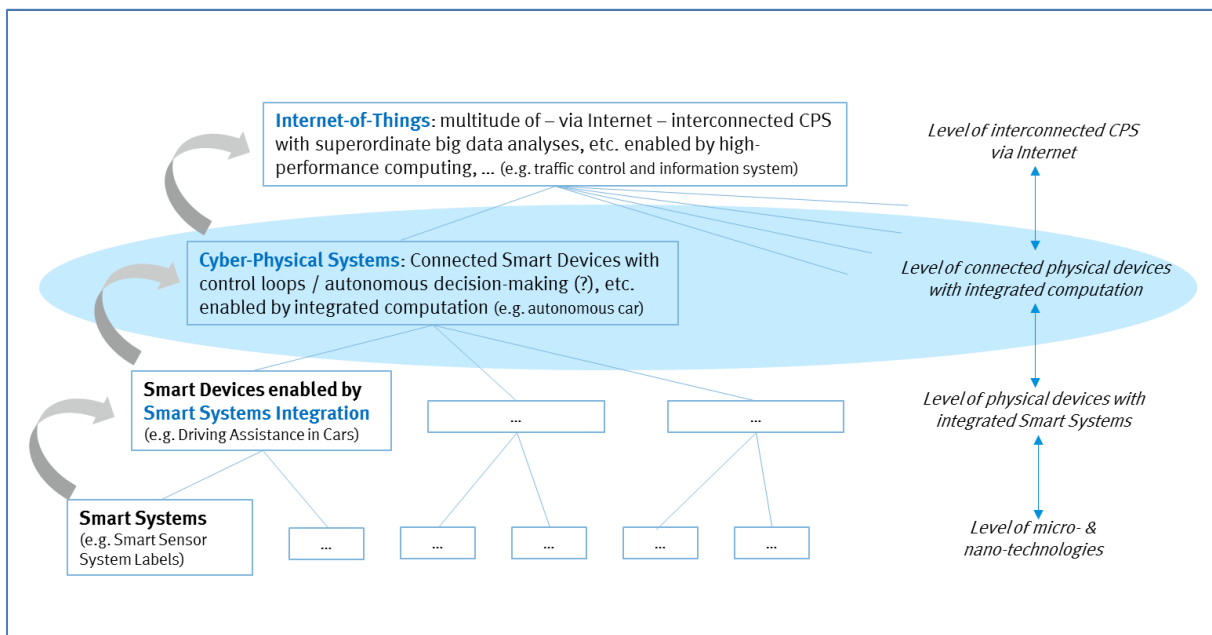 Internet-of-Things: multitude of – via Internet – interconnected CPS
with superordinate big data analyses, etc. enabled by high-
performance computing, ... (e.g. traffic control and information system)
Level of interconnected CPS
via Internet
Cyber-Physical Systems: Connected Smart Devices with
control loops / autonomous decision-making (?), etc.
enabled by integrated computation (e.g. autonomous car)
Level of connected physical devices
with integrated computation
Smart Devices enabled by
Smart Systems Integration
(e.g. Driving Assistance in Cars)
...
...
Level of physical devices with
integrated Smart Systems
Smart Systems
(e.g. Smart Sensor
System Labels)
...
...
...
...
...
Level of micro- &
nano-technologies